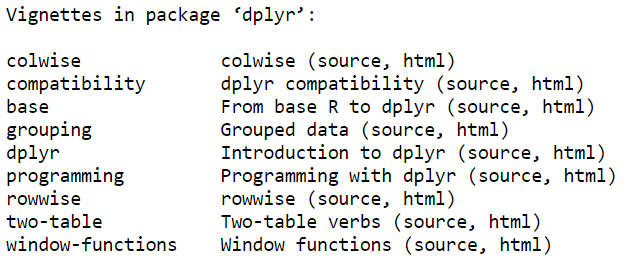 Vignettes in package ‘dplyr’:
colwise colwise (source, html)
compatibility dplyr compatibility (source, html)
base From base R to dplyr (source, html)
grouping Grouped data (source, html)
dplyr Introduction to dplyr (source, html)
programming Programming with dplyr (source, html)
rowwise rowwise (source, html)
two-table Two-table verbs (source, html)
window-functions Window functions (source, html)